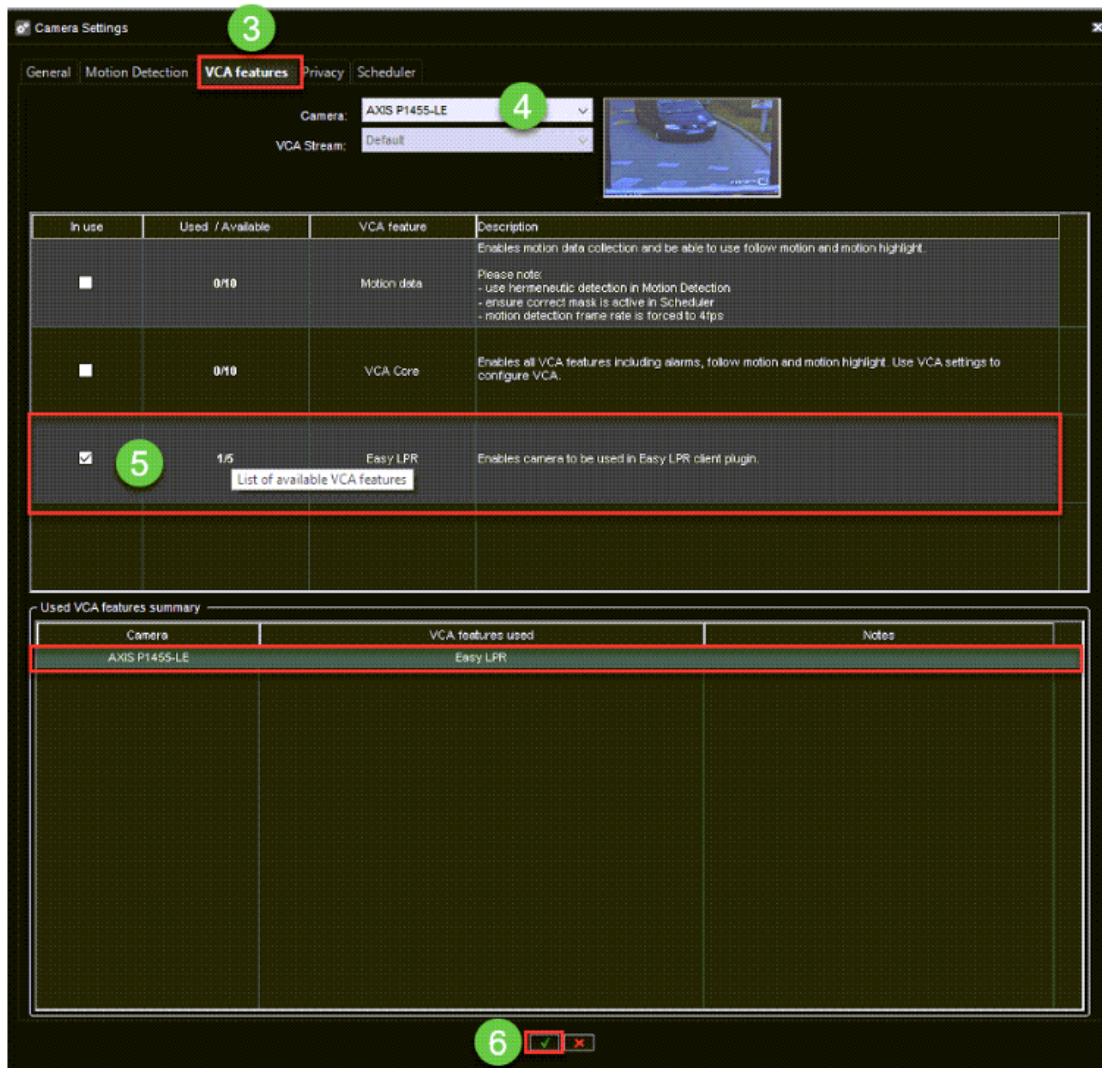 Camera Settings
3
General Motion Detection VCA features Privacy Scheduler
Camera: AXIS P1455-LE
4
VCA Stream: Default
In use Used / Available VCA feature Description
Enables motion data collection and be able to use follow motion and motion highlight.
Please note:
0/10 Motion data
- use hermeneutic detection in Motion Detection
- ensure correct mask is active in Scheduler
- motion detection frame rate is forced to 4fps
0/10 VCA Core
Enables all VCA features including alarms, follow motion and motion highlight. Use VCA settings to
configure VCA.
5
1/5 Easy LPR Enables camera to be used in Easy LPR client plugin.
List of available VCA features
Used VCA features summary
Camera VCA features used Notes
AXIS P1455-LE Easy LPR
6